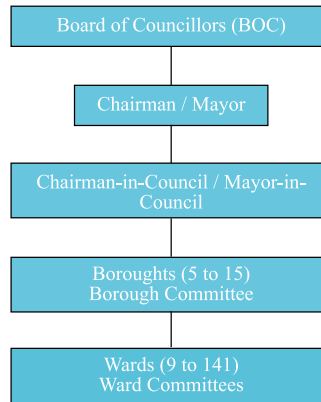 Board of Councillors (BOC)
Chairman / Mayor
Chairman-in-Council / Mayor-in-
Council
Boroughts (5 to 15)
Borough Committee
Wards (9 to 141)
Ward Committees